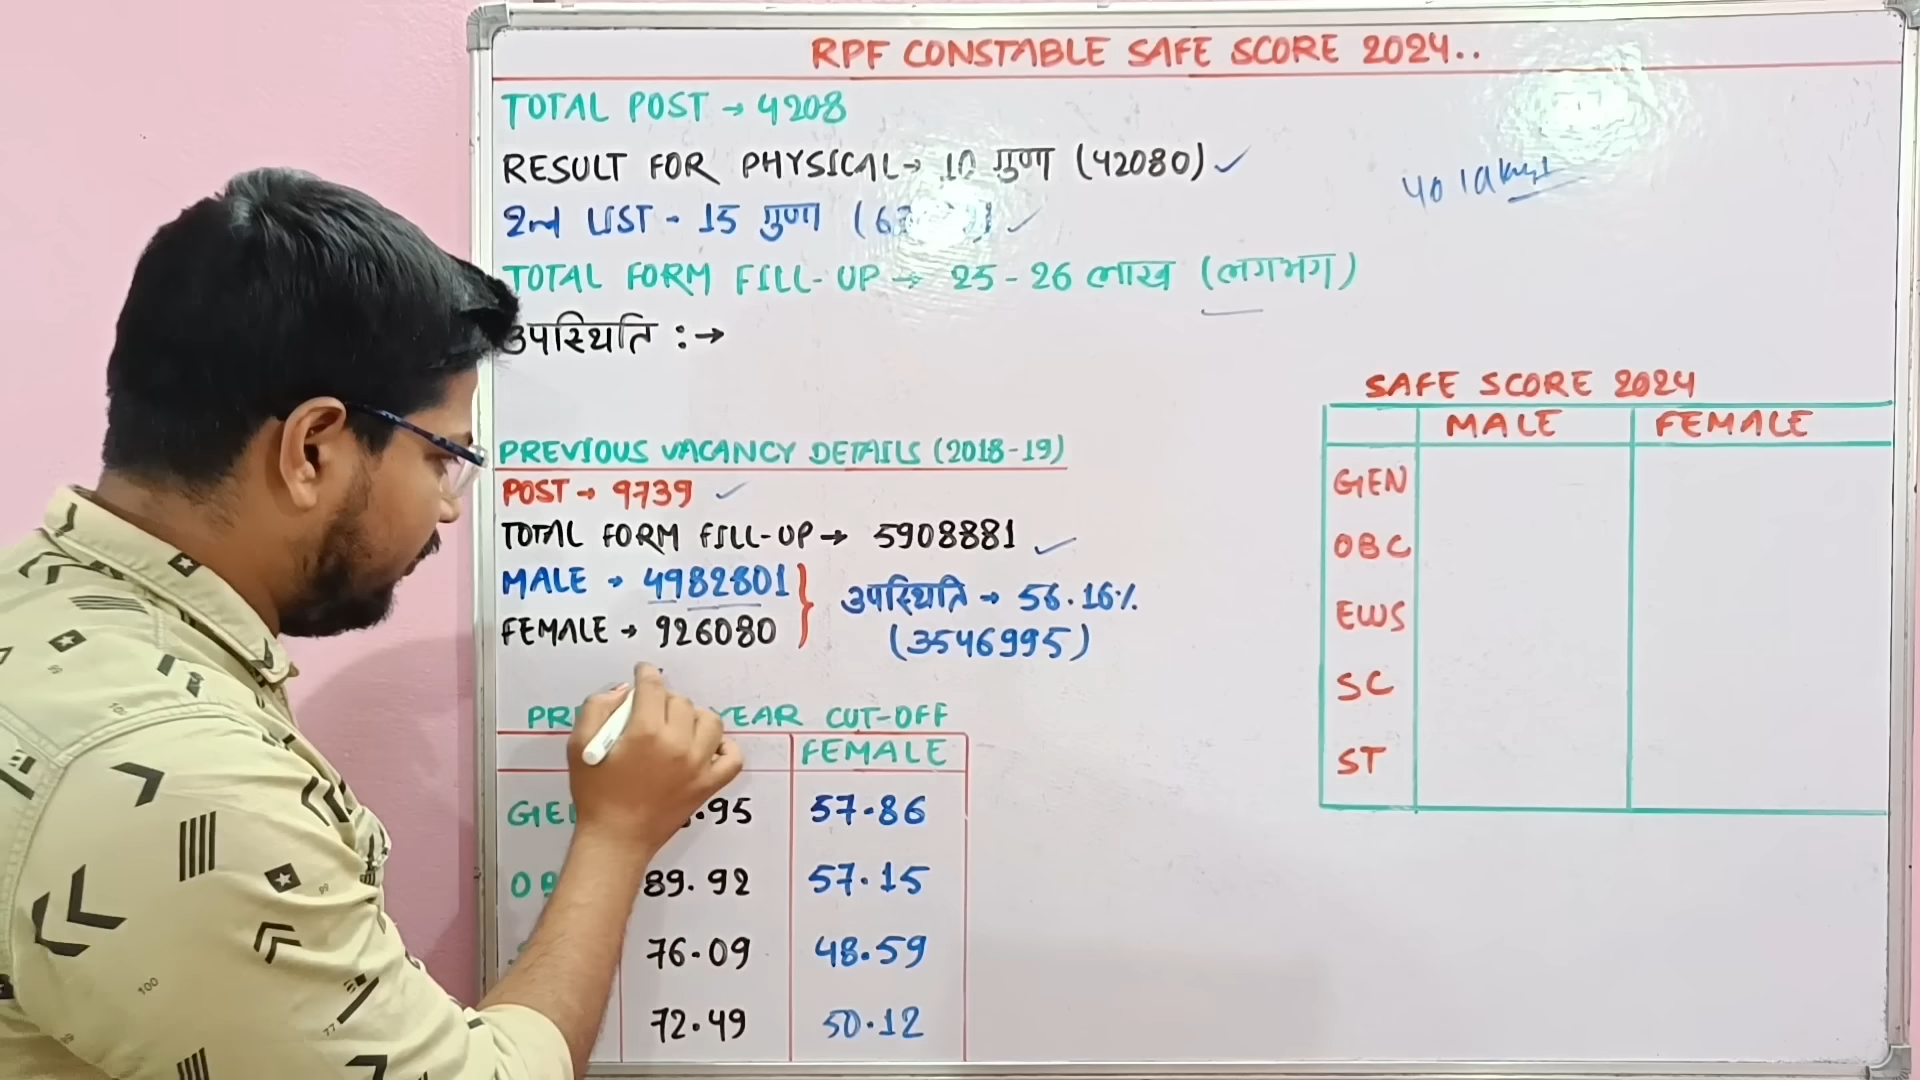 RPF CONSTABLE SAFE SCORE 2024..
TOTAL POST → 4208
RESULT FOR PHYSICAL → 10 गुणा (42080) ✓
40 lakh
2nd LIST - 15 गुणा ✓
TOTAL FORM FILL-UP → 25-26 लाख (लगभग)
उपस्थिति :→
SAFE SCORE 2024
MALE FEMALE
GEN
OBC
EWS
SC
ST
PREVIOUS VACANCY DETAILS (2018-19)
POST → 9739 ✓
TOTAL FORM FILL-UP → 5908881 ✓
MALE → 4982801
FEMALE → 926080
उपस्थिति → 56.16%
(3546995)
YEAR CUT-OFF
FEMALE
.95 57.86
89.92 57.15
76.09 48.59
72.49 50.12